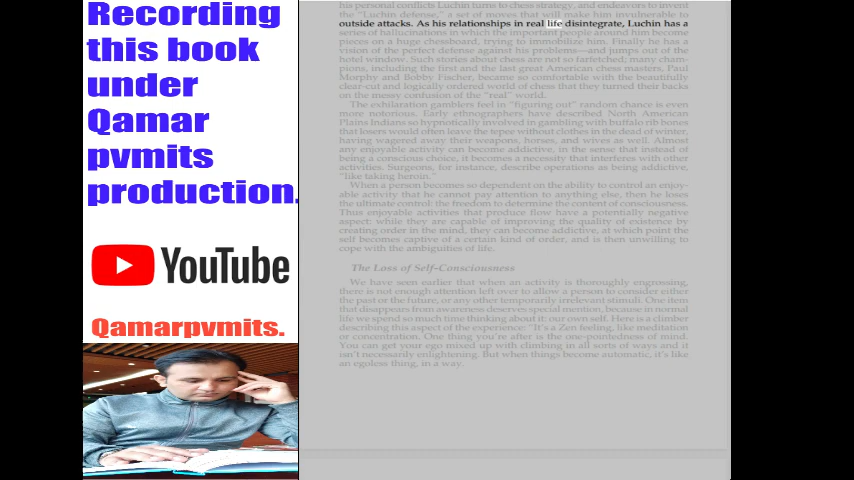 Recording
this book
under
Qamar
pvmits
production.
YouTube
Qamarpvmits.
his personal conflicts Luchin turns to chess strategy, and endeavors to invent
the "Luchin defense," a set of moves that will make him invulnerable to
outside attacks. As his relationships in real life disintegrate, Luchin has a
series of hallucinations in which the important people around him become
pieces on a huge chessboard, trying to immobilize him. Finally he has a
vision of the perfect defense against his problems—and jumps out of the
hotel window. Such stories about chess are not so farfetched; many cham-
pions, including the first and the last great American chess masters, Paul
Morphy and Bobby Fischer, became so comfortable with the beautifully
clear-cut and logically ordered world of chess that they turned their backs
on the messy confusion of the "real" world.
The exhilaration gamblers feel in "figuring out" random chance is even
more notorious. Early ethnographers have described North American
Plains Indians so hypnotically involved in gambling with buffalo rib bones
that losers would often leave the tepee without clothes in the dead of winter,
having wagered away their weapons, horses, and wives as well. Almost
any enjoyable activity can become addictive, in the sense that instead of
being a conscious choice, it becomes a necessity that interferes with other
activities. Surgeons, for instance, describe operations as being addictive,
"like taking heroin."
When a person becomes so dependent on the ability to control an enjoy-
able activity that he cannot pay attention to anything else, then he loses
the ultimate control: the freedom to determine the content of consciousness.
Thus enjoyable activities that produce flow have a potentially negative
aspect: while they are capable of improving the quality of existence by
creating order in the mind, they can become addictive, at which point the
self becomes captive of a certain kind of order, and is then unwilling to
cope with the ambiguities of life.
The Loss of Self-Consciousness
We have seen earlier that when an activity is thoroughly engrossing,
there is not enough attention left over to allow a person to consider either
the past or the future, or any other temporarily irrelevant stimuli. One item
that disappears from awareness deserves special mention, because in normal
life we spend so much time thinking about it: our own self. Here is a climber
describing this aspect of the experience: "It's a Zen feeling, like meditation
or concentration. One thing you're after is the one-pointedness of mind.
You can get your ego mixed up with climbing in all sorts of ways and it
isn't necessarily enlightening. But when things become automatic, it's like
an egoless thing, in a way.